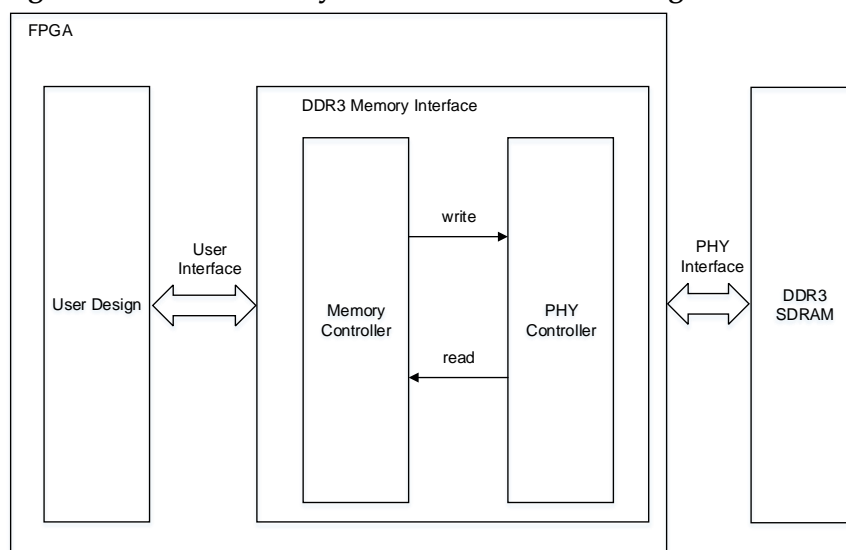 FPGA
DDR3 Memory Interface
write
User
Interface
PHY
Interface
User Design
Memory
Controller
PHY
Controller
DDR3
SDRAM
read